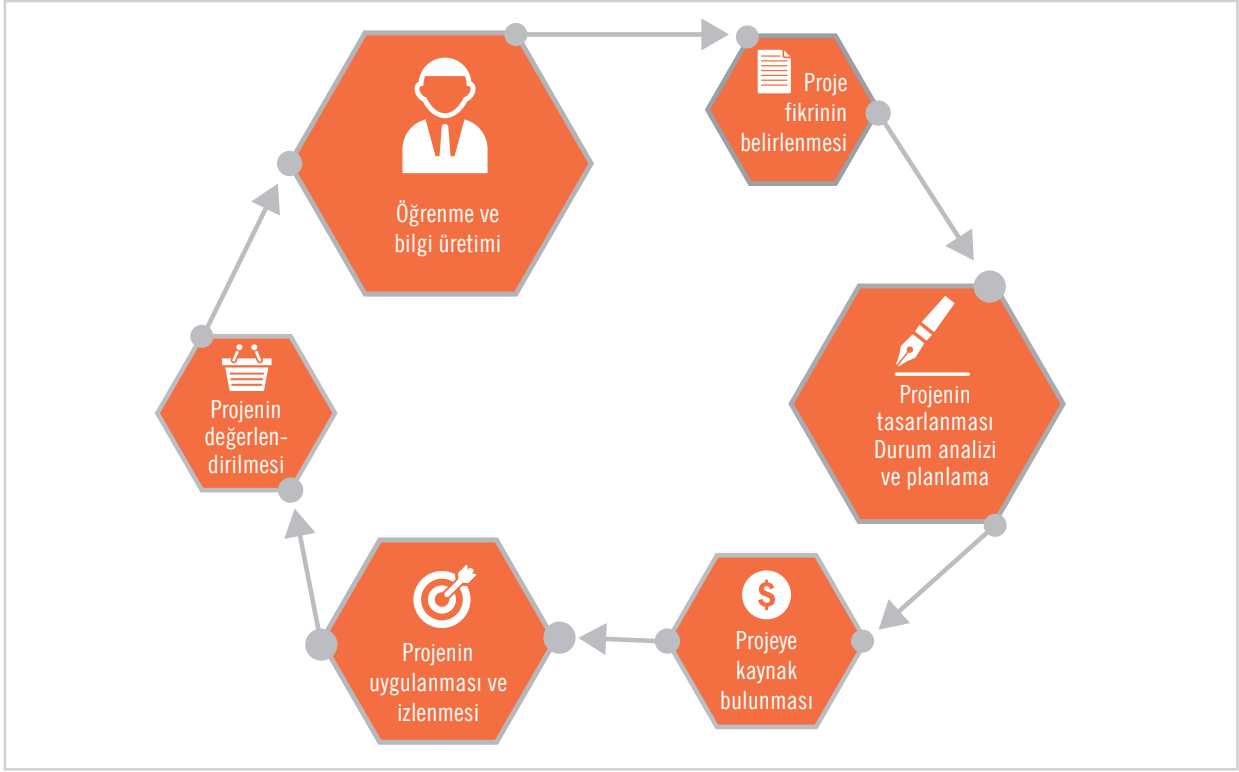 Öğrenme ve
bilgi üretimi
Proje
fikrinin
belirlenmesi
Projenin
tasarlanması
Durum analizi
ve planlama
$
Projeye
kaynak
bulunması
Projenin
uygulanması ve
izlenmesi
Projenin
değerlen-
dirilmesi